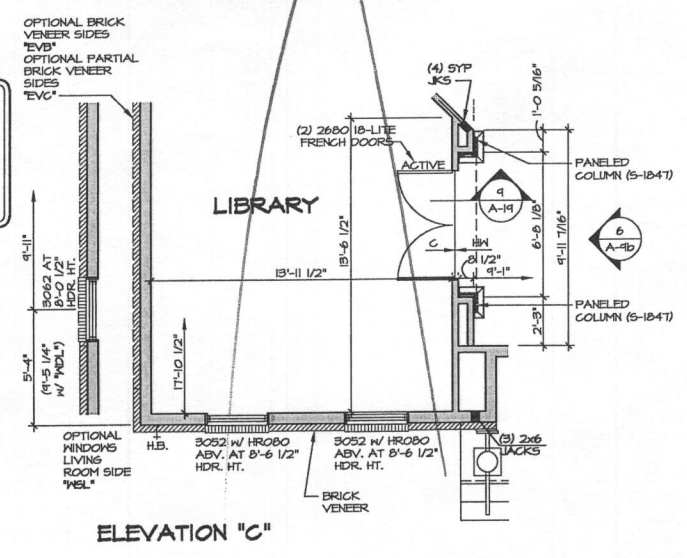 OPTIONAL BRICK
VENEER SIDES
"EVB"
OPTIONAL PARTIAL
BRICK VENEER
SIDES
"EVC"
(4) SYP
JKS
1'-0 5/16"
(2) 2680 18-LITE
FRENCH DOORS
ACTIVE
PANELED
COLUMN (S-1847)
LIBRARY
13'-6 1/2"
9
A-19
6'-8 1/8"
9'-11 7/16"
6
A-9b
C
HW
8 1/2"
9'-1"
13'-11 1/2"
9'-11"
3062 AT
8'-0 1/2"
HDR. HT.
PANELED
COLUMN (S-1847)
2'-3"
5'-4"
(9'-5 1/4"
W/ "WDL")
17'-10 1/2"
OPTIONAL
WINDOWS
LIVING
ROOM SIDE
"WSL"
H.B.
3052 W/ HR080
ABV. AT 8'-6 1/2"
HDR. HT.
3052 W/ HR080
ABV. AT 8'-6 1/2"
HDR. HT.
(3) 2x6
JACKS
BRICK
VENEER
ELEVATION "C"